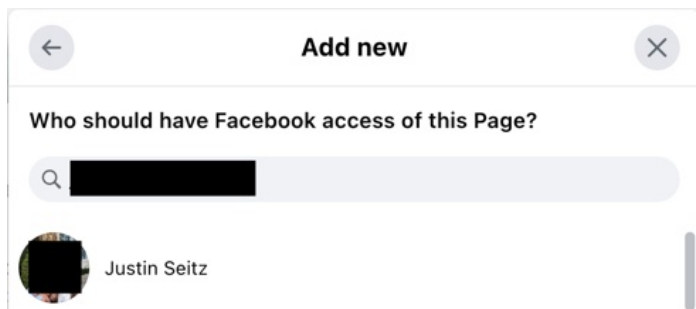 Add new
Who should have Facebook access of this Page?
Justin Seitz